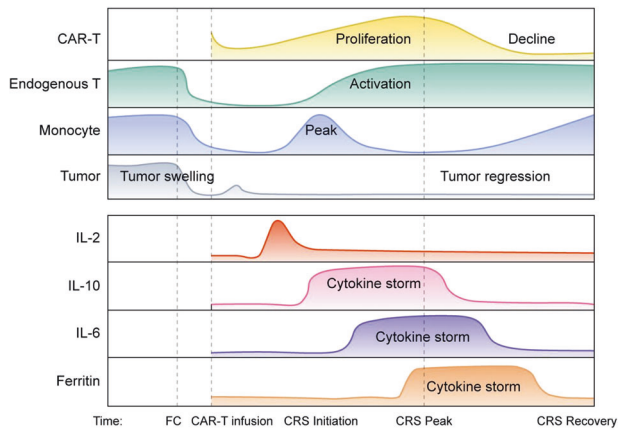 CAR-T Proliferation Decline
Endogenous T Activation
Monocyte Peak
Tumor Tumor swelling Tumor regression
IL-2
IL-10 Cytokine storm
IL-6 Cytokine storm
Ferritin Cytokine storm
Time: FC CAR-T infusion CRS Initiation CRS Peak CRS Recovery